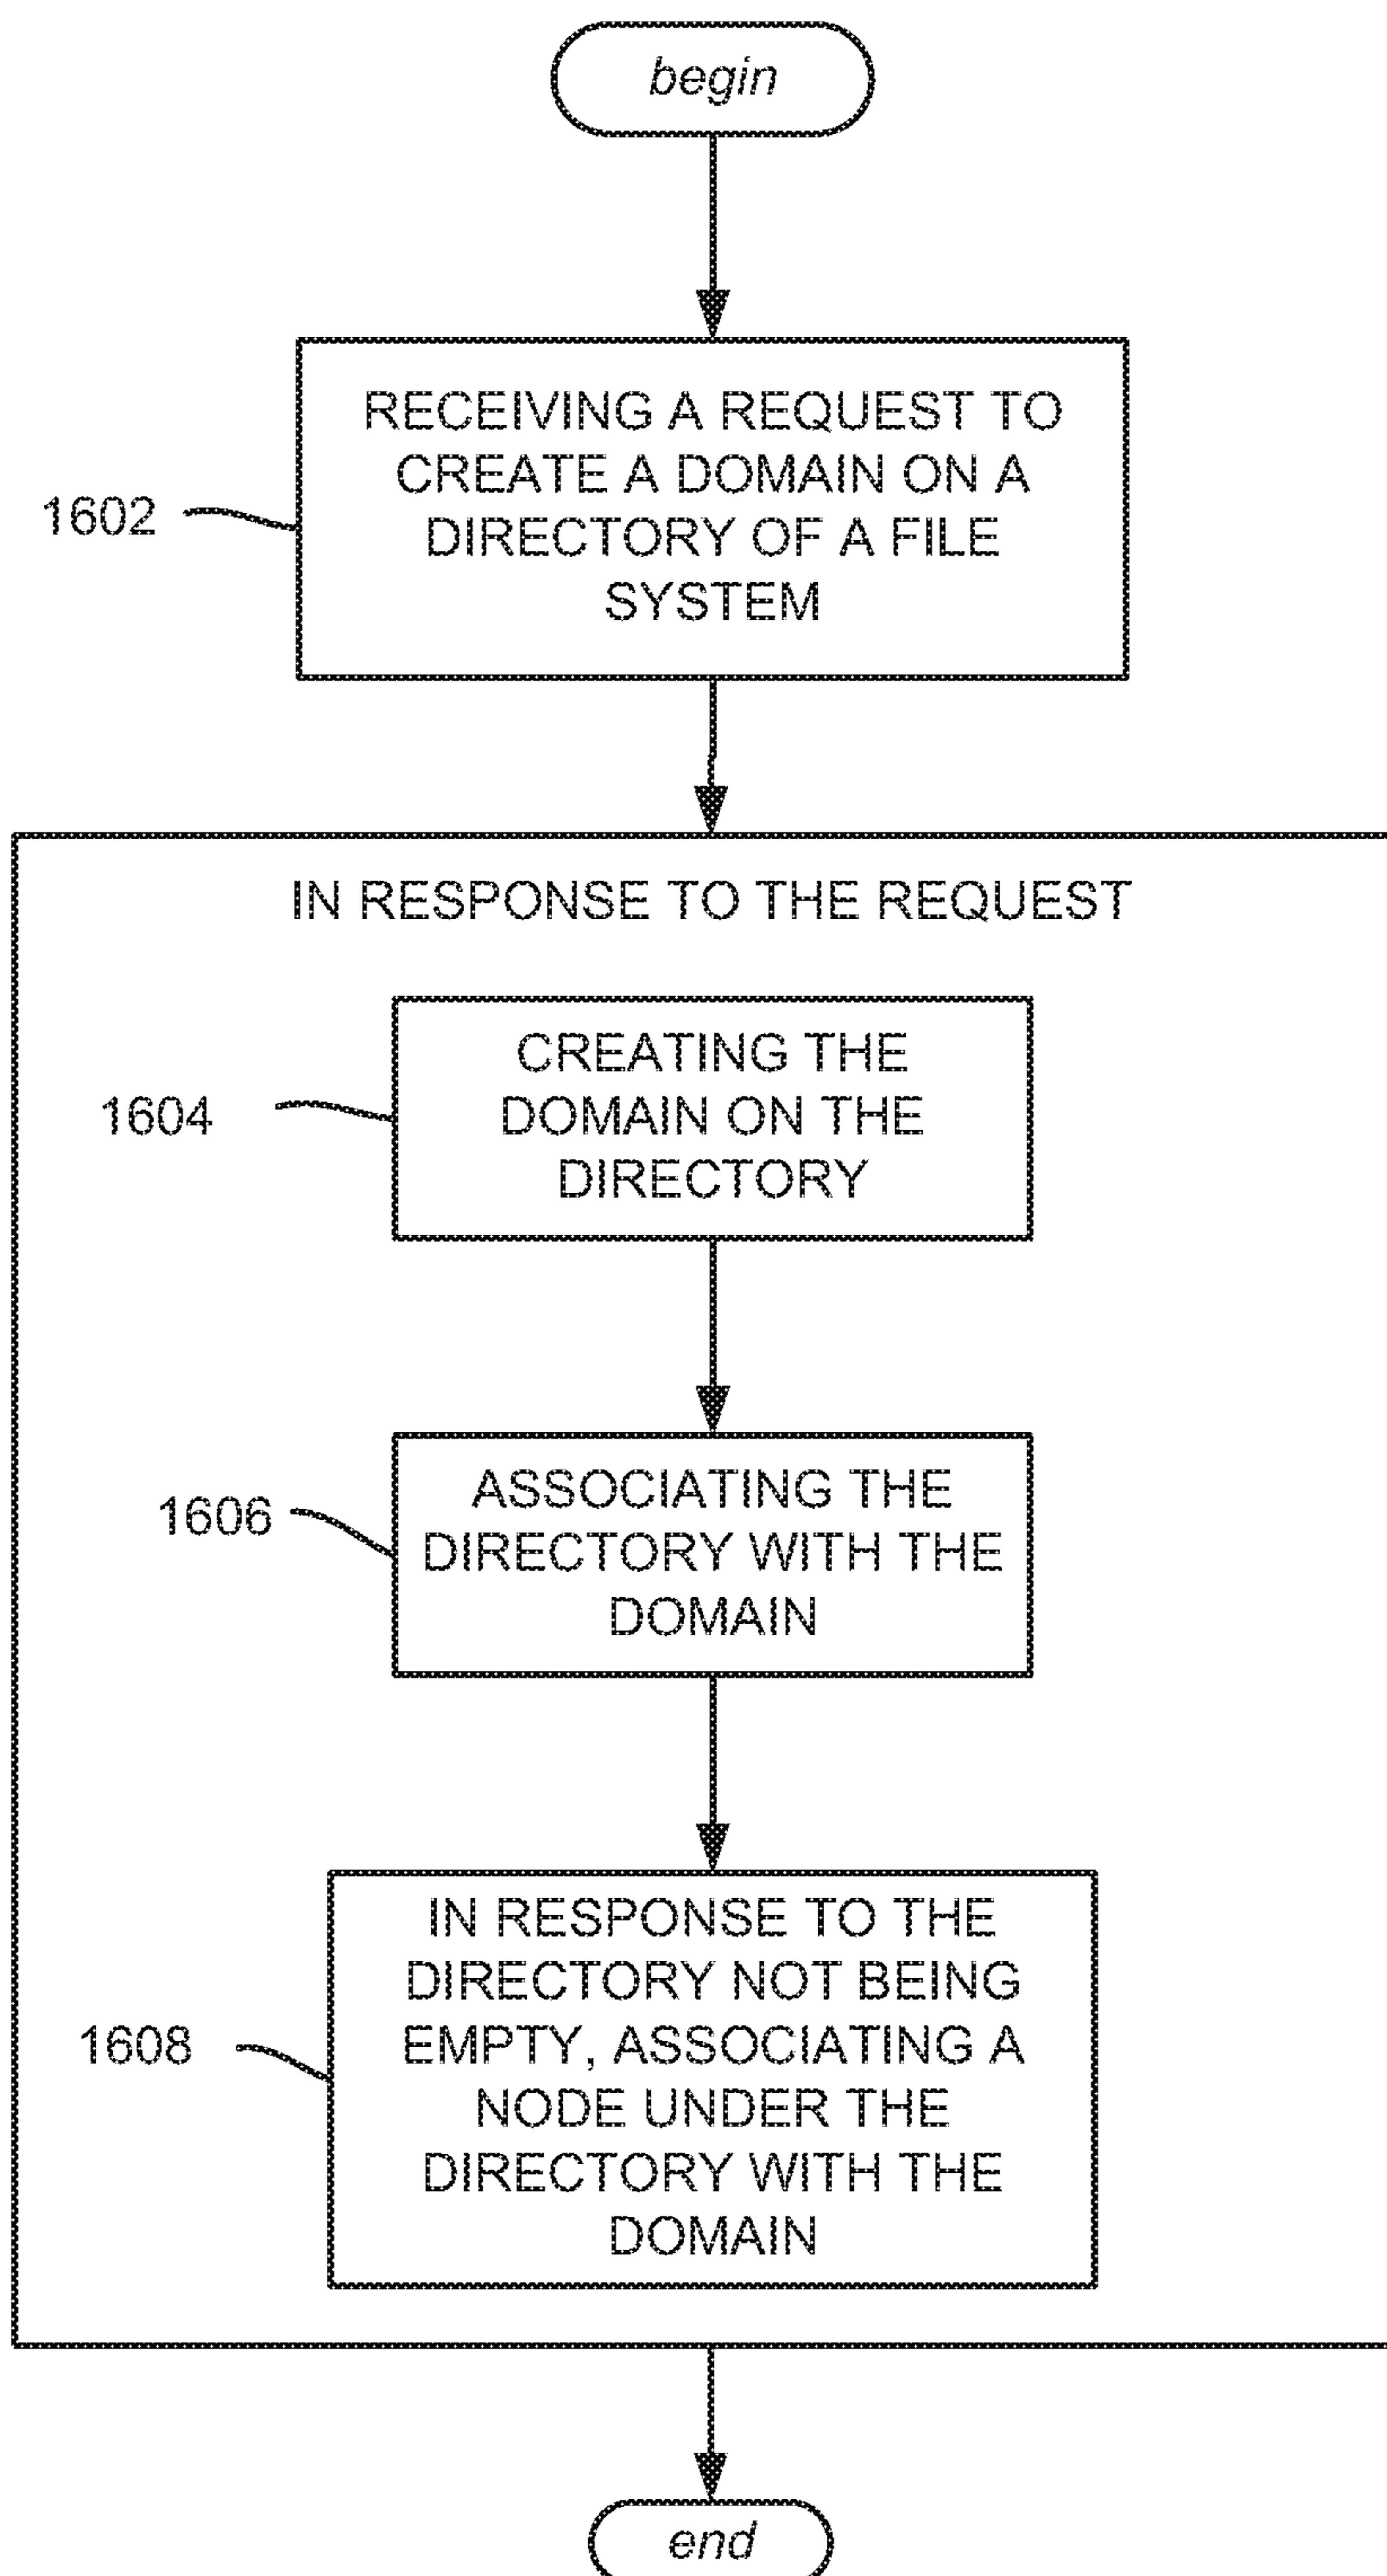 begin
RECEIVING A REQUEST TO
CREATE A DOMAIN ON A
DIRECTORY OF A FILE
SYSTEM
1602
IN RESPONSE TO THE REQUEST
CREATING THE
DOMAIN ON THE
DIRECTORY
1604
ASSOCIATING THE
DIRECTORY WITH THE
DOMAIN
1606
IN RESPONSE TO THE
DIRECTORY NOT BEING
EMPTY, ASSOCIATING A
NODE UNDER THE
DIRECTORY WITH THE
DOMAIN
1608
end